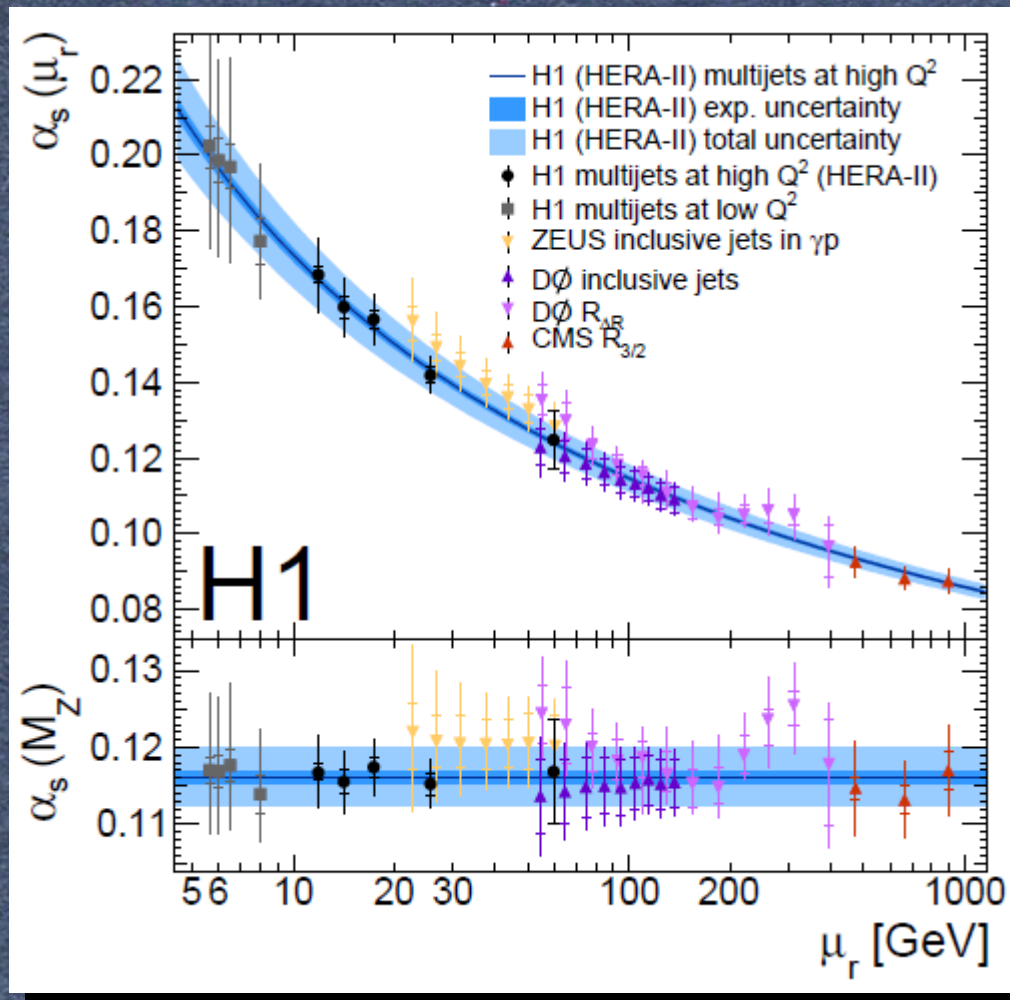 α_s (μ_r)
0.22
0.20
0.18
0.16
0.14
0.12
0.10
0.08
H1 (HERA-II) multijets at high Q²
H1 (HERA-II) exp. uncertainty
H1 (HERA-II) total uncertainty
H1 multijets at high Q² (HERA-II)
H1 multijets at low Q²
ZEUS inclusive jets in γp
DØ inclusive jets
DØ R_ΔR
CMS R_3/2
H1
α_s (M_Z)
0.13
0.12
0.11
5 6 10 20 30 100 200 1000
μ_r [GeV]